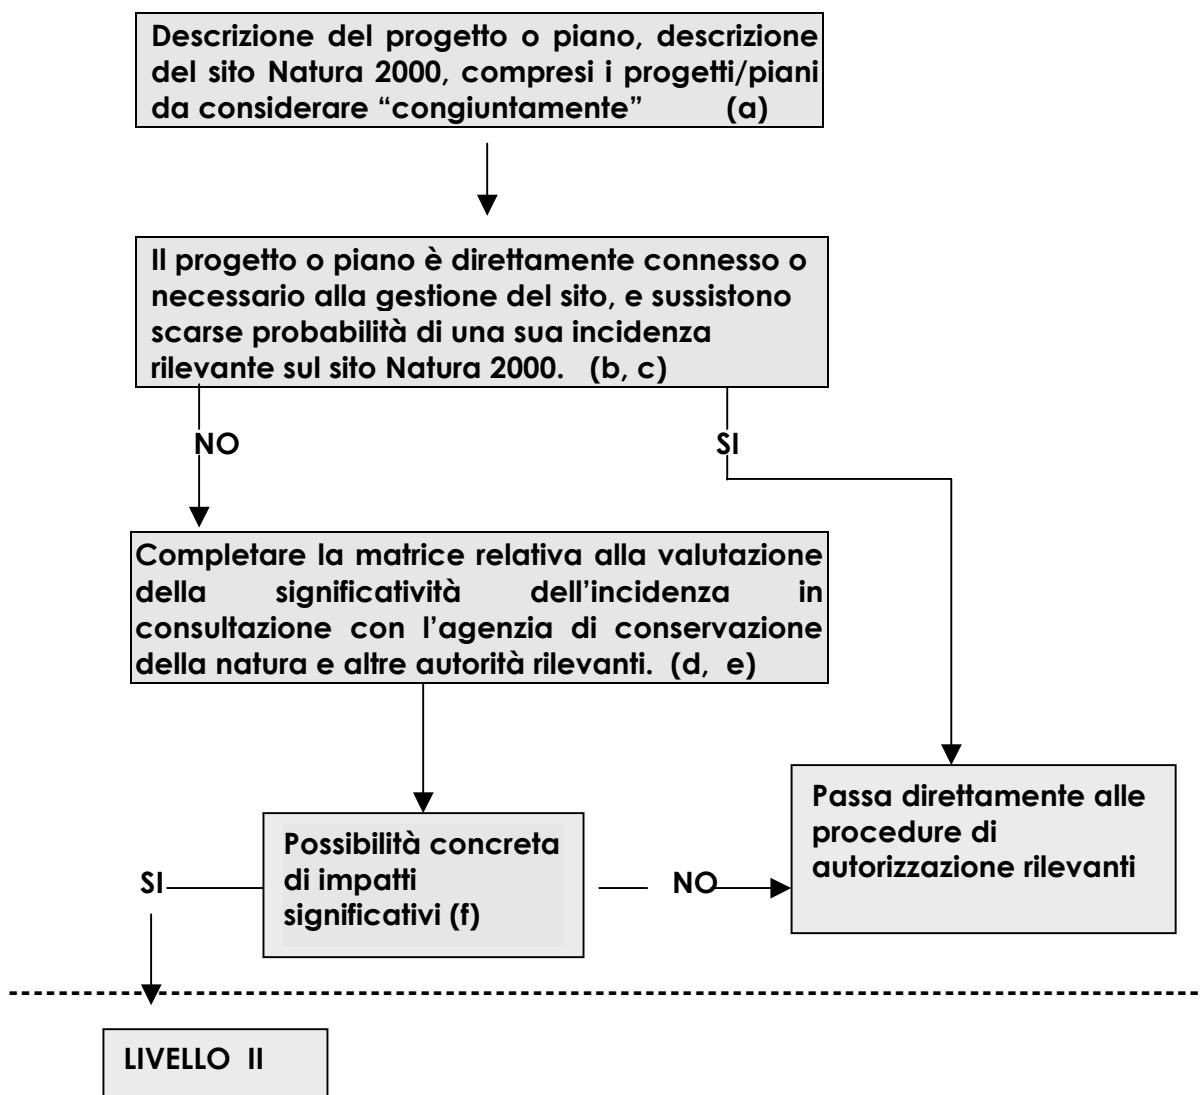 Descrizione del progetto o piano, descrizione
del sito Natura 2000, compresi i progetti/piani
da considerare “congiuntamente” (a)
Il progetto o piano è direttamente connesso o
necessario alla gestione del sito, e sussistono
scarse probabilità di una sua incidenza
rilevante sul sito Natura 2000. (b, c)
NO
SI
Completare la matrice relativa alla valutazione
della significatività dell’incidenza in
consultazione con l’agenzia di conservazione
della natura e altre autorità rilevanti. (d, e)
Passa direttamente alle
procedure di
autorizzazione rilevanti
Possibilità concreta
di impatti
significativi (f)
SI
NO
LIVELLO II